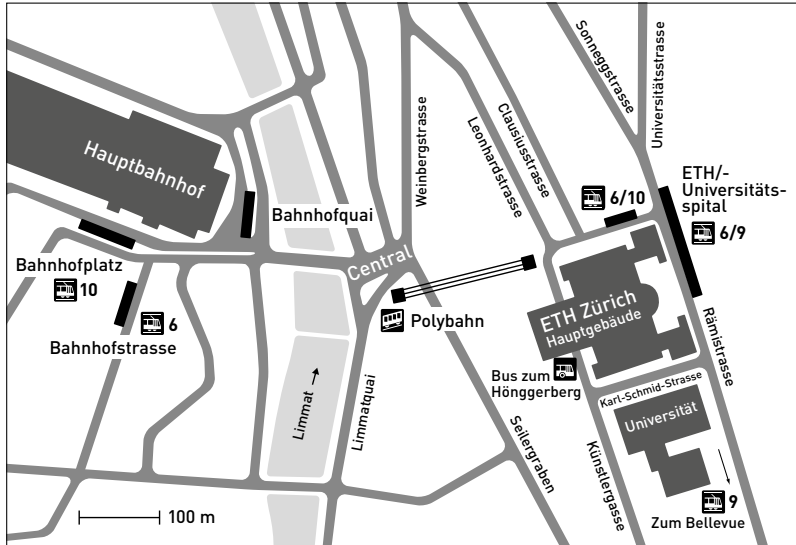 Sonneggstrasse
Universitätsstrasse
Weinbergstrasse
Leonhardstrasse
Clausiusstrasse
ETH/-
Universitäts-
spital
6/9
6/10
Hauptbahnhof
Bahnhofquai
Central
Bahnhofplatz
10
6
Bahnhofstrasse
Polybahn
ETH Zürich
Hauptgebäude
Rämistrasse
Bus zum
Hönggerberg
Karl-Schmid-Strasse
Universität
Limmat
Limmatquai
Seilergraben
Künstlergasse
9
Zum Bellevue
100 m